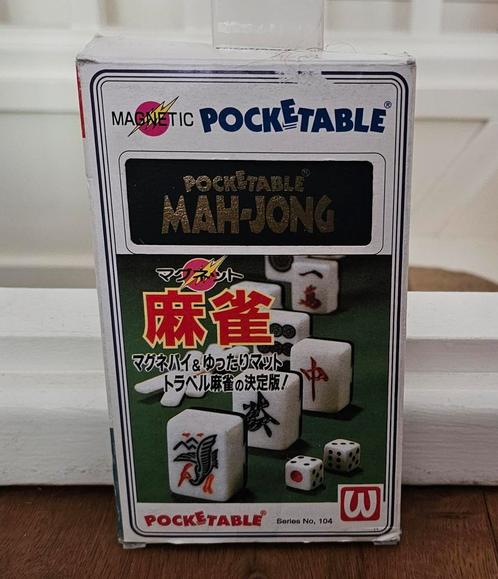 MAGNETIC POCKETABLE®
POCKETABLE®
MAH-JONG
マグネット
麻雀
マグネパイ&ゆったりマット
トラベル麻雀の決定版!
一萬
中
發
POCKETABLE® Series No, 104
W